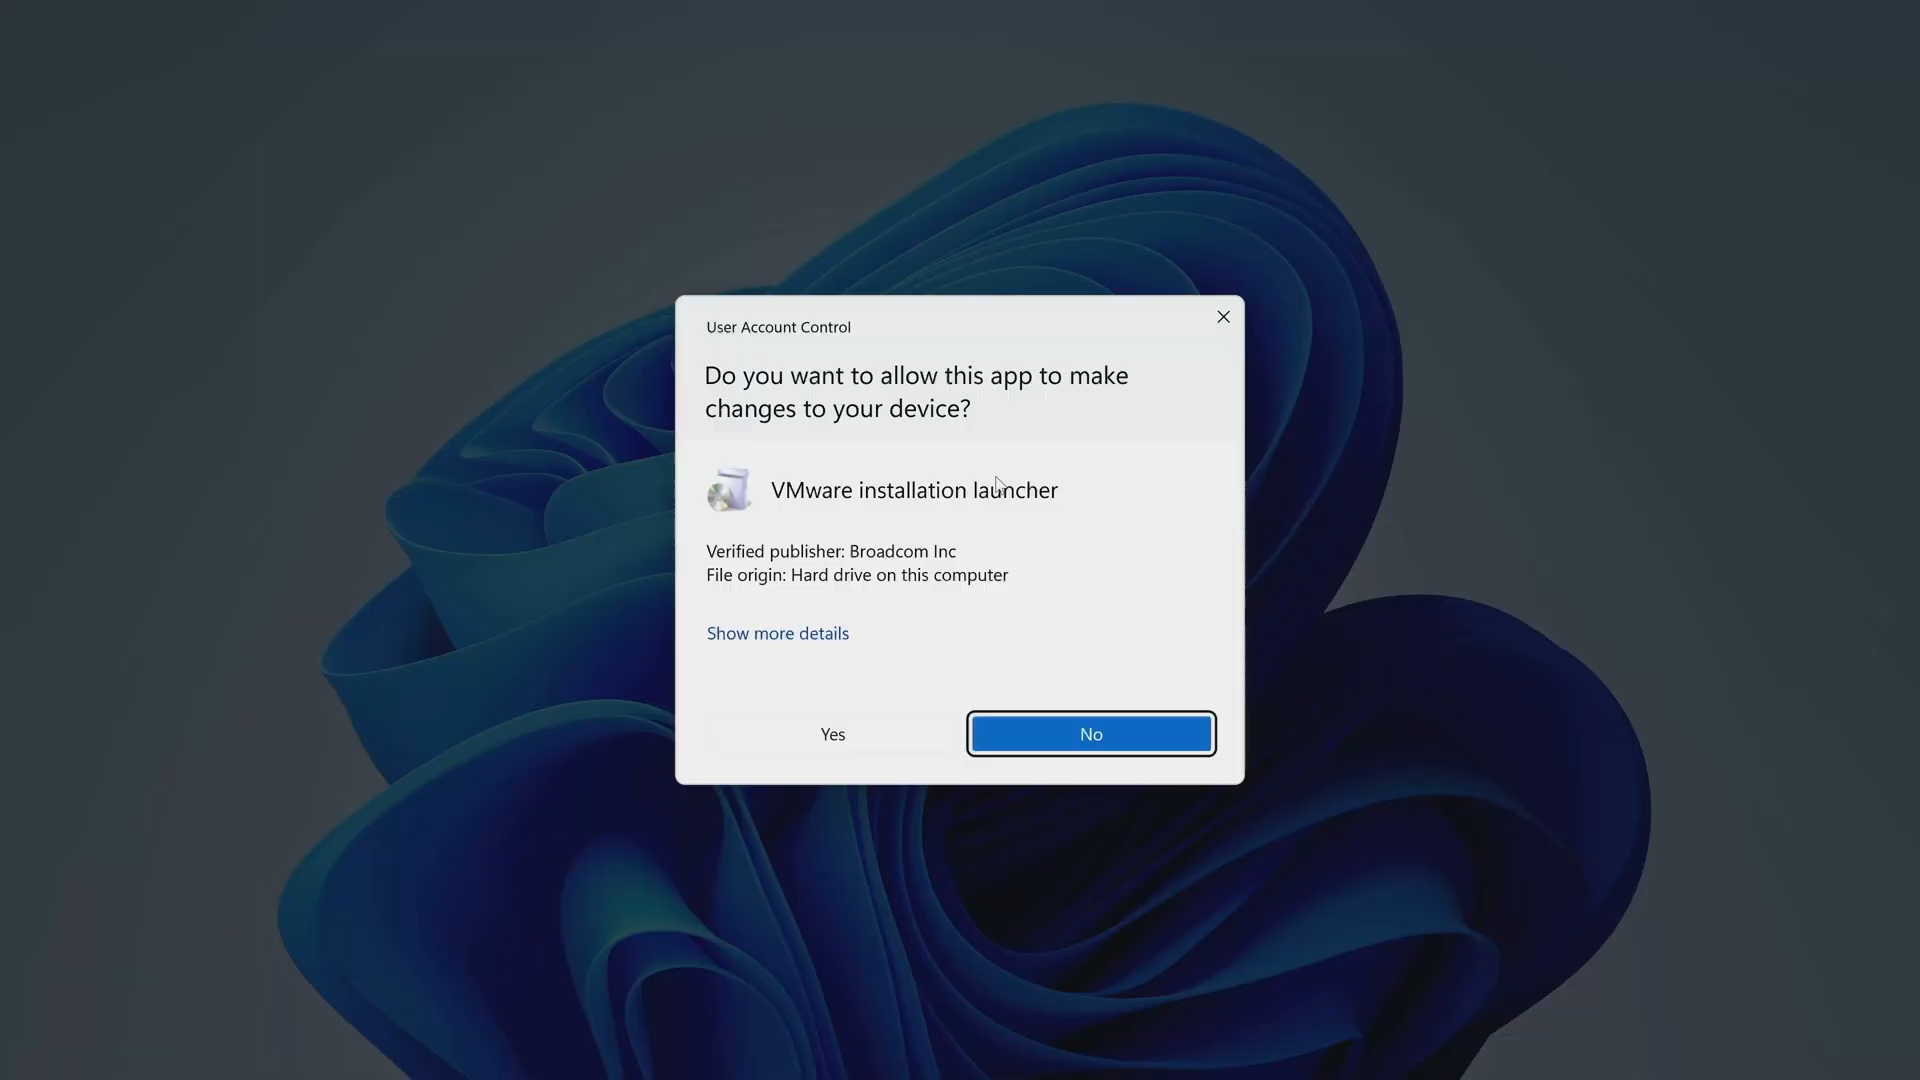 User Account Control
Do you want to allow this app to make
changes to your device?
VMware installation launcher
Verified publisher: Broadcom Inc
File origin: Hard drive on this computer
Show more details
Yes
No